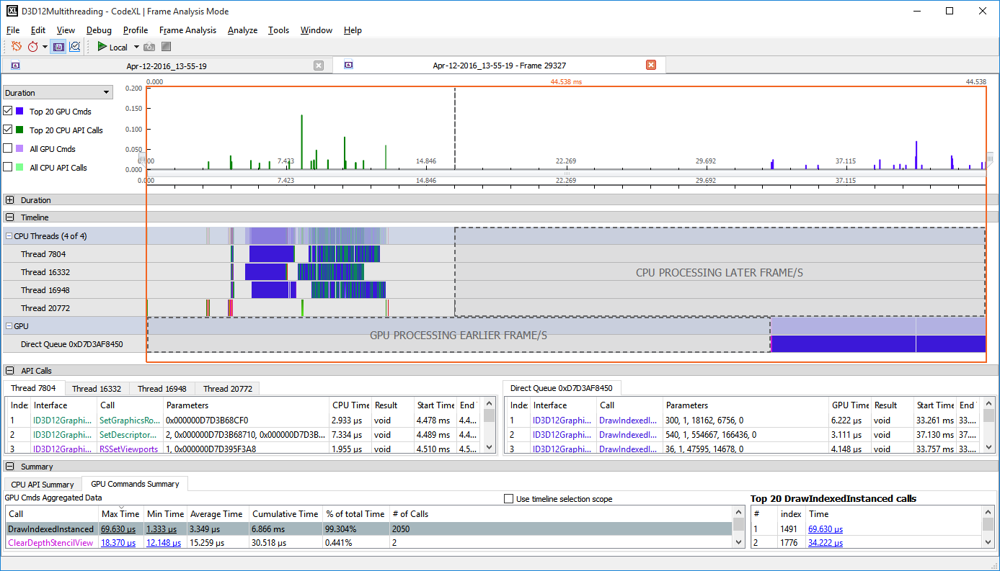 D3D12Multithreading - CodeXL | Frame Analysis Mode
File Edit View Debug Profile Frame Analysis Analyze Tools Window Help
Local
Apr-12-2016_13-55-19
Apr-12-2016_13-55-19 - Frame 29327
0.000 44.538 ms 44.538
Duration
0.200
0.150
0.100
0.050
0.000
Top 20 GPU Cmds
Top 20 CPU API Calls
All GPU Cmds
All CPU API Calls
7.423 14.846 22.269 29.692 37.115
0.000 7.423 14.846 22.269 29.692 37.115
Duration
Timeline
CPU Threads (4 of 4)
Thread 7804
Thread 16332
Thread 16948
Thread 20772
CPU PROCESSING LATER FRAME/S
GPU
GPU PROCESSING EARLIER FRAME/S
Direct Queue 0xD7D3AF8450
API Calls
Thread 7804 Thread 16332 Thread 16948 Thread 20772
Index Interface Call Parameters CPU Time Result Start Time End
1 ID3D12Graphi... SetGraphicsRo... 0x000000D7D3B68CF0 2.933 µs void 4.478 ms 4.4...
2 ID3D12Graphi... SetDescriptor... 2, 0x000000D7D3B68710, 0x000000D7D3B... 7.334 µs void 4.489 ms 4.4...
3 ID3D12Graphi... RSSetViewports 1, 0x000000D7D395F3A8 1.955 µs void 4.510 ms 4.5...
Direct Queue 0xD7D3AF8450
Index Interface Call Parameters GPU Time Result Start Time End
1 ID3D12Graphi... DrawIndexedI... 300, 1, 18162, 6756, 0 6.222 µs void 33.261 ms 33....
2 ID3D12Graphi... DrawIndexedI... 540, 1, 554667, 166436, 0 3.111 µs void 37.130 ms 37....
3 ID3D12Graphi... DrawIndexedI... 36, 1, 47595, 14678, 0 4.148 µs void 33.757 ms 33....
Summary
CPU API Summary GPU Commands Summary
GPU Cmds Aggregated Data
Use timeline selection scope
Call Max Time Min Time Average Time Cumulative Time % of total Time # of Calls
DrawIndexedInstanced 69.630 µs 1.333 µs 3.349 µs 6.866 ms 99.304% 2050
ClearDepthStencilView 18.370 µs 12.148 µs 15.259 µs 30.518 µs 0.441% 2
Top 20 DrawIndexedInstanced calls
# index Time
1 1491 69.630 µs
2 1776 34.222 µs